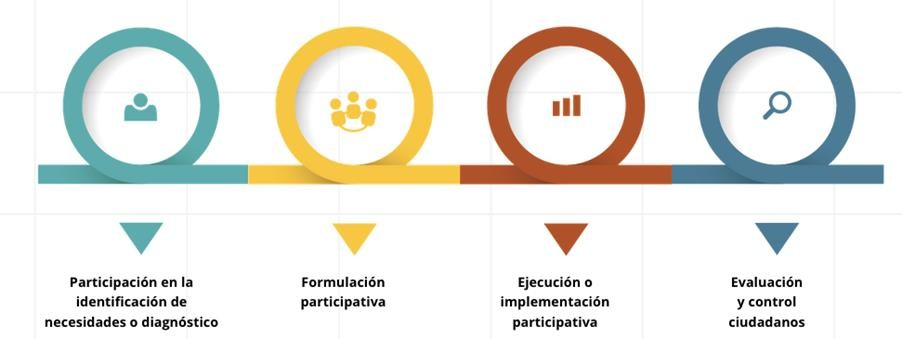 Participación en la
identificación de
necesidades o diagnóstico
Formulación
participativa
Ejecución o
implementación
participativa
Evaluación
y control
ciudadanos